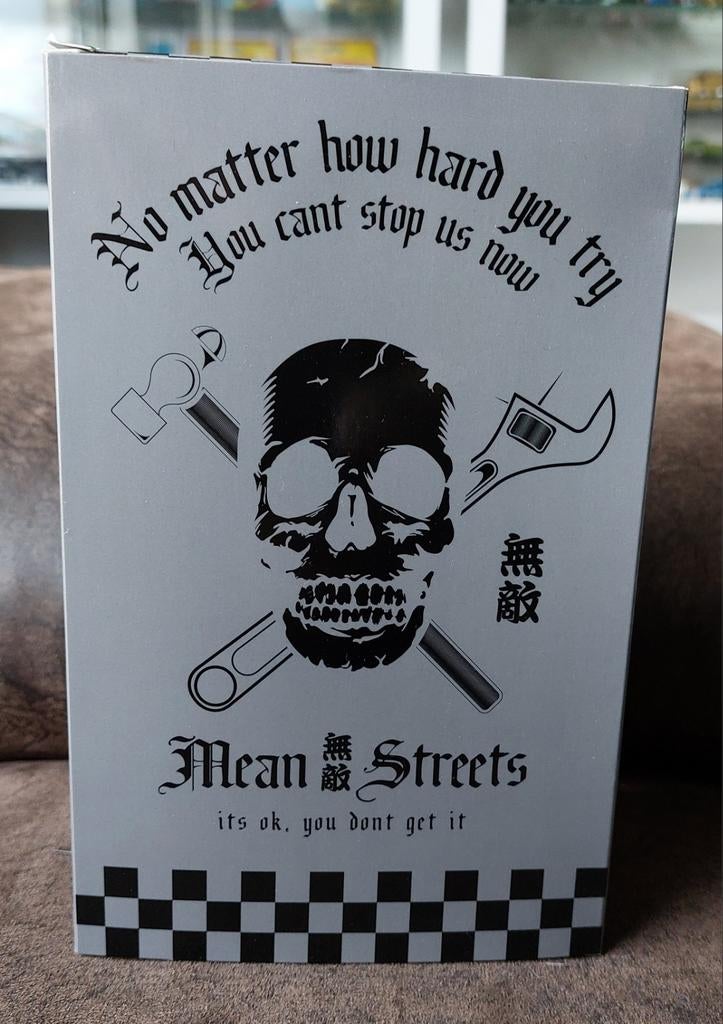 No matter how hard you try
You cant stop us now
無敵
Mean 無敵 Streets
its ok, you dont get it